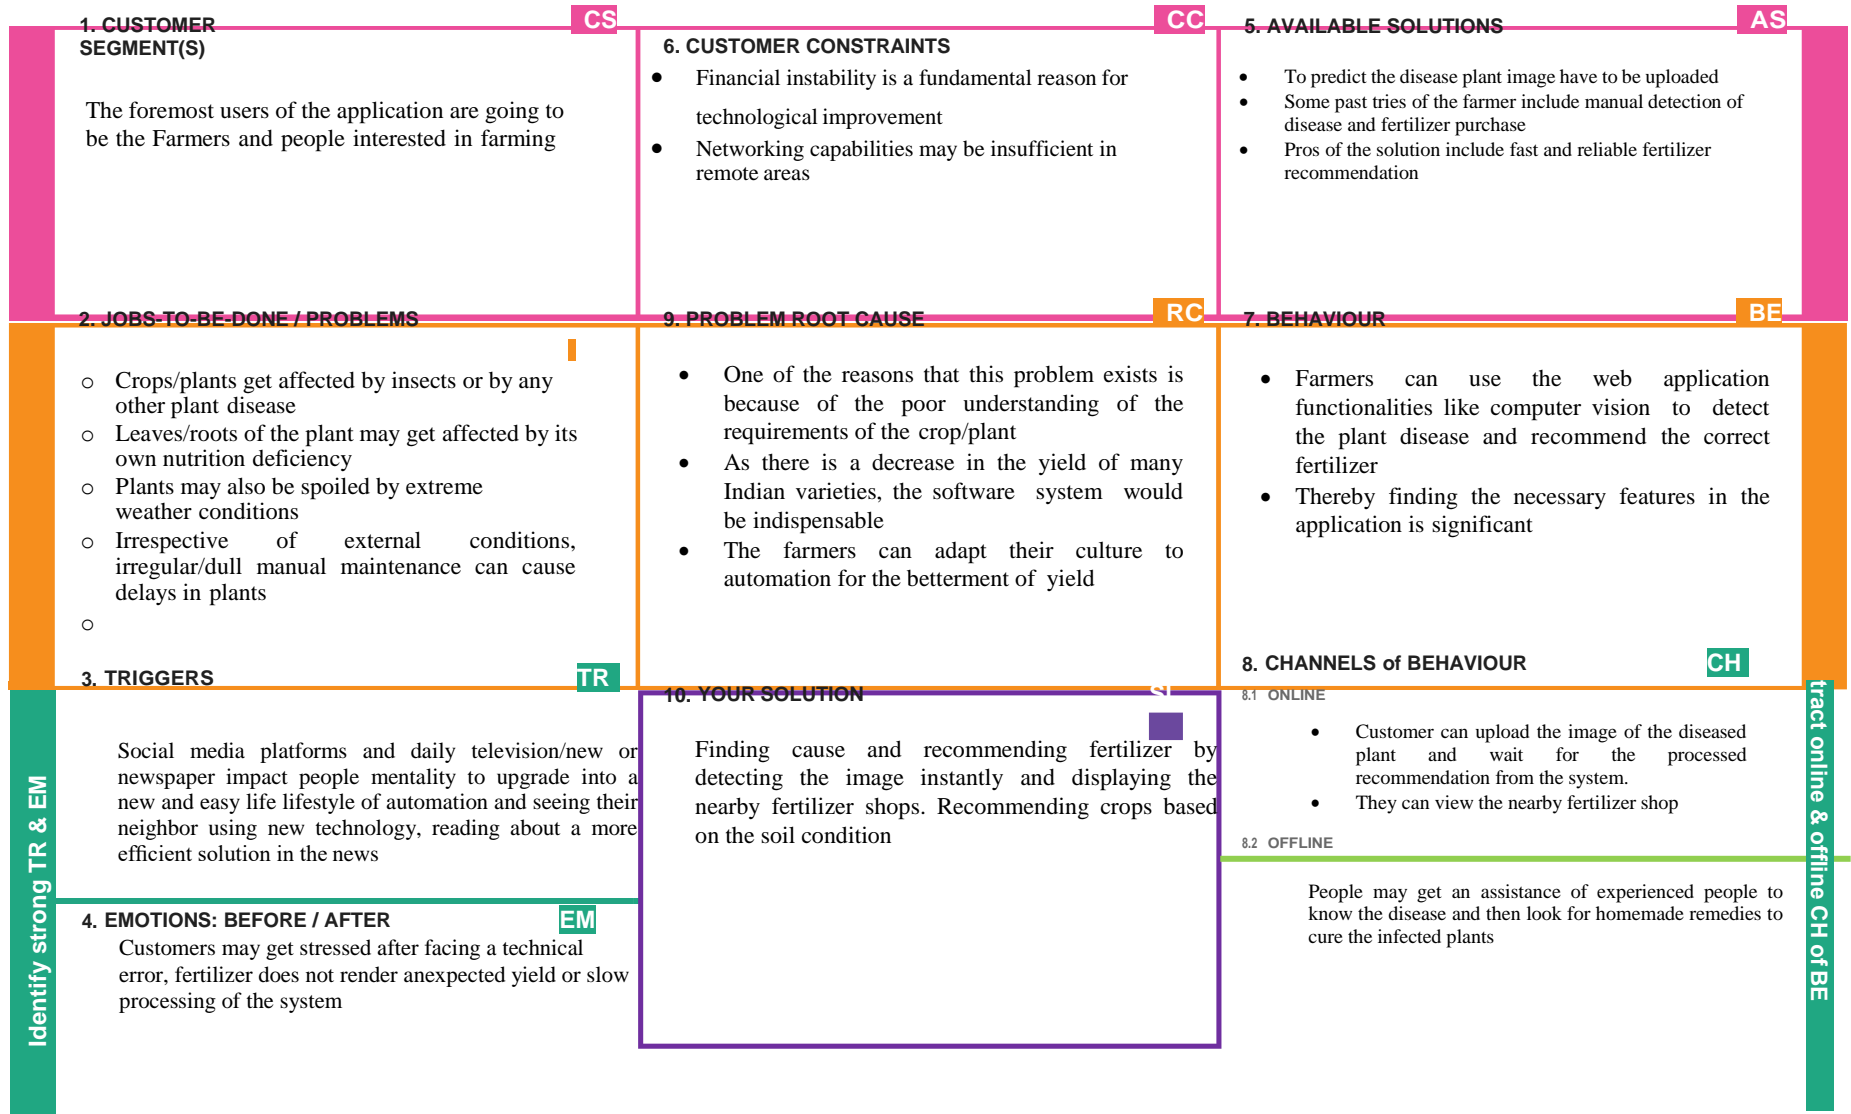 1. CUSTOMER
SEGMENT(S)
CS
The foremost users of the application are going to
be the Farmers and people interested in farming
6. CUSTOMER CONSTRAINTS
CC
• Financial instability is a fundamental reason for
technological improvement
• Networking capabilities may be insufficient in
remote areas
5. AVAILABLE SOLUTIONS
AS
• To predict the disease plant image have to be uploaded
• Some past tries of the farmer include manual detection of
disease and fertilizer purchase
• Pros of the solution include fast and reliable fertilizer
recommendation
2. JOBS-TO-BE-DONE / PROBLEMS
o Crops/plants get affected by insects or by any
other plant disease
o Leaves/roots of the plant may get affected by its
own nutrition deficiency
o Plants may also be spoiled by extreme
weather conditions
o Irrespective of external conditions,
irregular/dull manual maintenance can cause
delays in plants
o
9. PROBLEM ROOT CAUSE
RC
• One of the reasons that this problem exists is
because of the poor understanding of the
requirements of the crop/plant
• As there is a decrease in the yield of many
Indian varieties, the software system would
be indispensable
• The farmers can adapt their culture to
automation for the betterment of yield
7. BEHAVIOUR
BE
• Farmers can use the web application
functionalities like computer vision to detect
the plant disease and recommend the correct
fertilizer
• Thereby finding the necessary features in the
application is significant
3. TRIGGERS
TR
Social media platforms and daily television/new or
newspaper impact people mentality to upgrade into a
new and easy life lifestyle of automation and seeing their
neighbor using new technology, reading about a more
efficient solution in the news
4. EMOTIONS: BEFORE / AFTER
EM
Customers may get stressed after facing a technical
error, fertilizer does not render anexpected yield or slow
processing of the system
Identify strong TR & EM
10. YOUR SOLUTION
Finding cause and recommending fertilizer by
detecting the image instantly and displaying the
nearby fertilizer shops. Recommending crops based
on the soil condition
8. CHANNELS of BEHAVIOUR
CH
8.1 ONLINE
• Customer can upload the image of the diseased
plant and wait for the processed
recommendation from the system.
• They can view the nearby fertilizer shop
8.2 OFFLINE
People may get an assistance of experienced people to
know the disease and then look for homemade remedies to
cure the infected plants
tract online & offline CH of BE